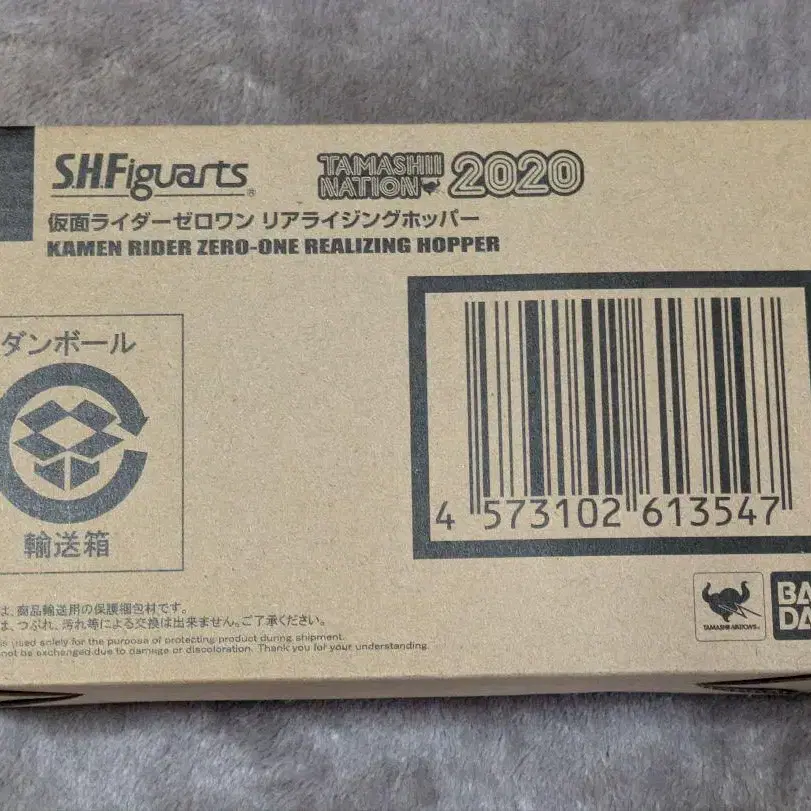 S.H.Figuarts®
TAMASHII NATION 2020
仮面ライダーゼロワン リアライジングホッパー
KAMEN RIDER ZERO-ONE REALIZING HOPPER
ダンボール
輸送箱
4 573102 613547
は、商品輸送用の保護梱包材です。
は、つぶれ、汚れ等による交換は出来ません。ご了承ください。
is used solely for the purpose of protecting product during shipment.
not be exchanged due to damage or discoloration. Thank you for your understanding.
TAMASHII NATIONS
BA
DA